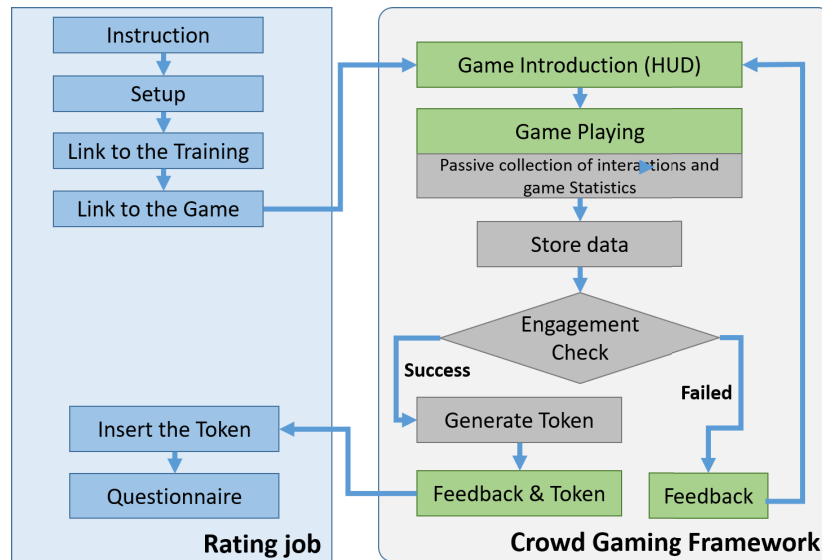 Instruction
Setup
Link to the Training
Link to the Game
Insert the Token
Questionnaire
Rating job
Game Introduction (HUD)
Game Playing
Passive collection of interactions and
game Statistics
Store data
Engagement
Check
Success
Failed
Generate Token
Feedback & Token
Feedback
Crowd Gaming Framework